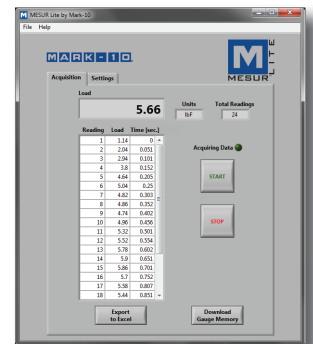 MESUR Lite by Mark-10
File Help
MARK-10
M
LITE
MESUR
Acquisition Settings
Load
5.66
Units
lbF
Total Readings
24
Reading Load Time [sec.]
1 1.14 0
2 2.04 0.051
3 2.94 0.101
4 3.8 0.152
5 4.64 0.205
6 5.04 0.25
7 4.82 0.303
8 4.86 0.352
9 4.74 0.402
10 4.96 0.456
11 5.32 0.501
12 5.52 0.554
13 5.78 0.602
14 5.9 0.651
15 5.86 0.701
16 5.7 0.752
17 5.58 0.807
18 5.44 0.851
Acquiring Data
START
STOP
Export
to Excel
Download
Gauge Memory